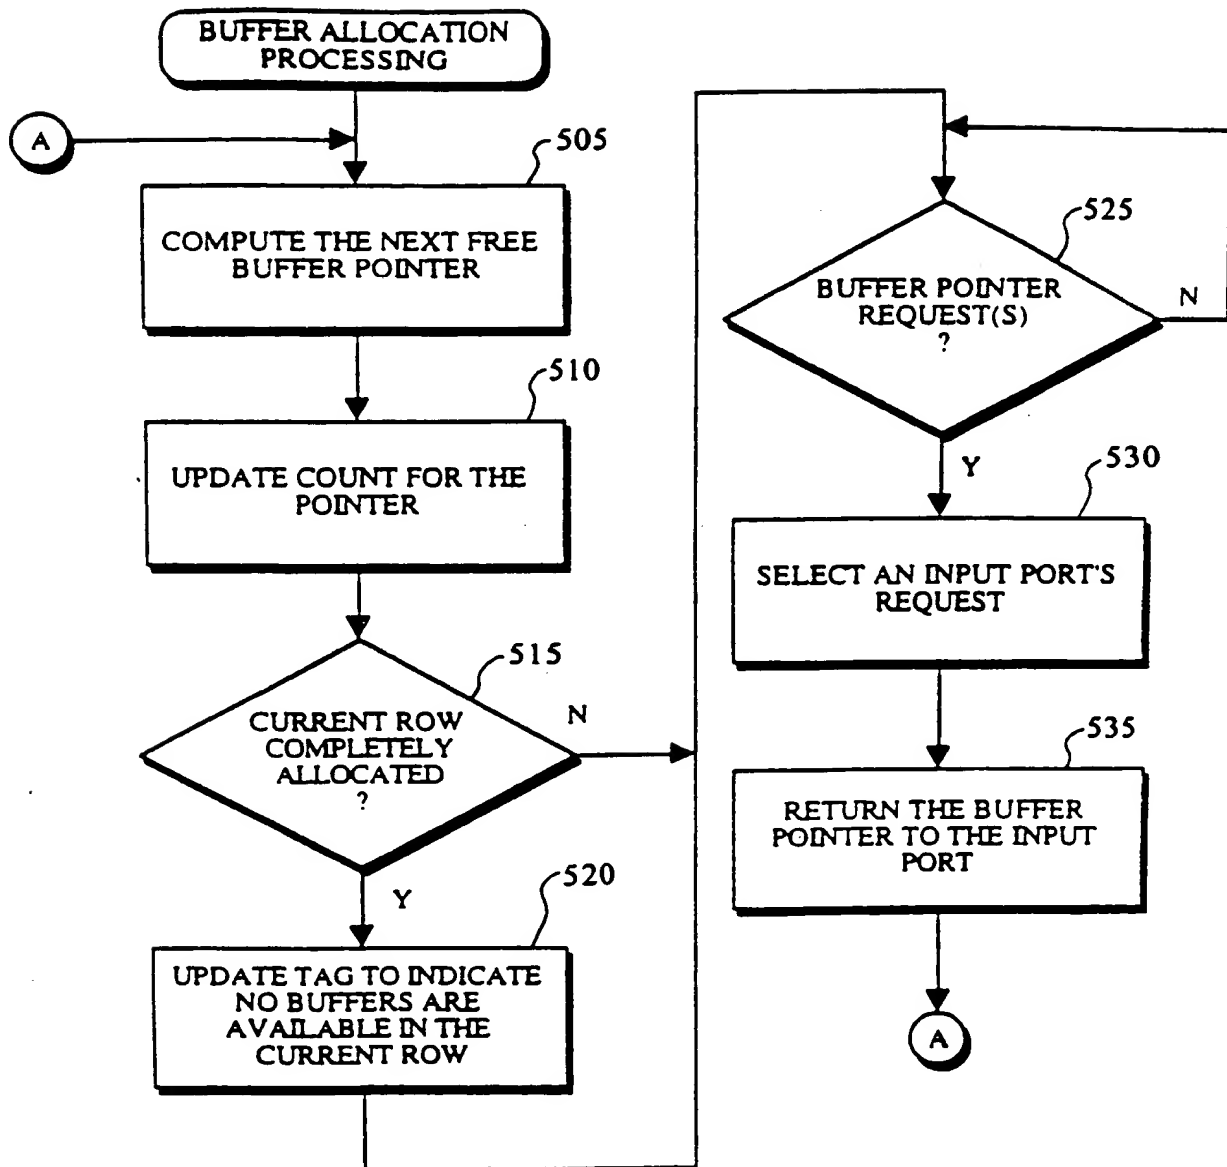 BUFFER ALLOCATION
PROCESSING
A
505
COMPUTE THE NEXT FREE
BUFFER POINTER
510
UPDATE COUNT FOR THE
POINTER
515
CURRENT ROW
COMPLETELY
ALLOCATED
?
N
Y
520
UPDATE TAG TO INDICATE
NO BUFFERS ARE
AVAILABLE IN THE
CURRENT ROW
525
BUFFER POINTER
REQUEST(S)
?
N
Y
530
SELECT AN INPUT PORT'S
REQUEST
535
RETURN THE BUFFER
POINTER TO THE INPUT
PORT
A